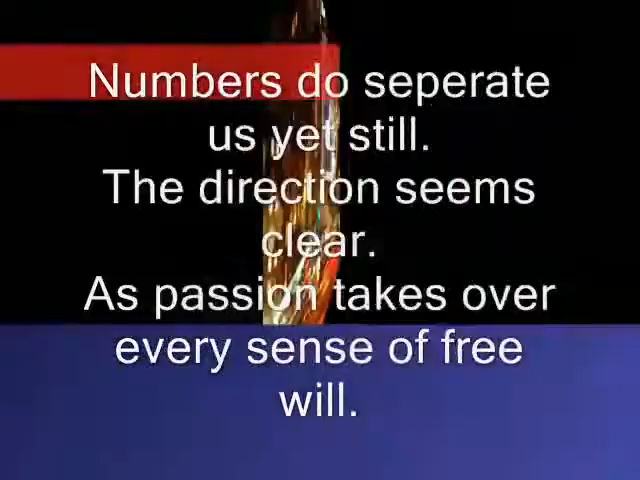 Numbers do seperate
us yet still.
The direction seems
clear.
As passion takes over
every sense of free
will.